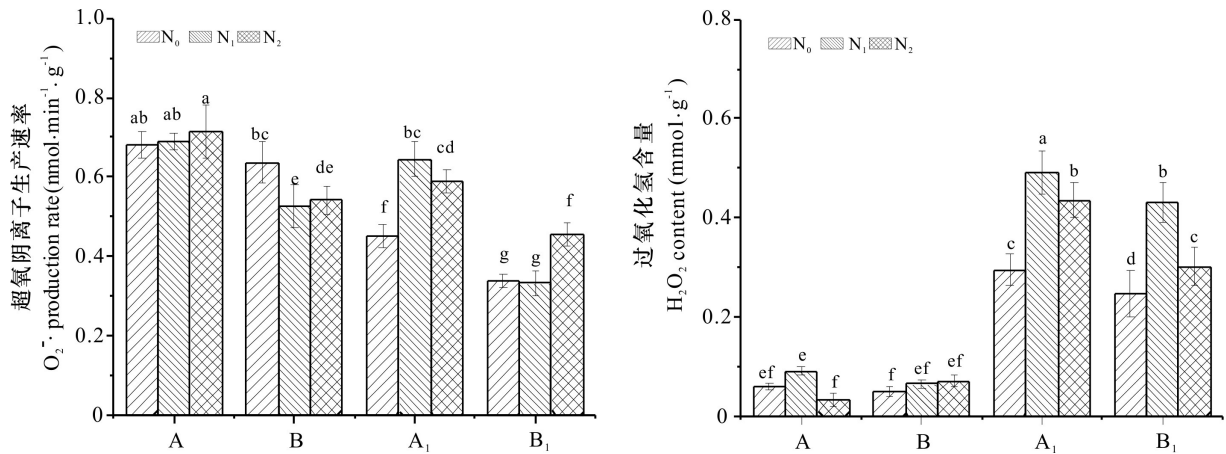 超氧阴离子生产速率
O₂⁻· production rate(nmol·min⁻¹·g⁻¹)
1.0
0.8
0.6
0.4
0.2
0
N₀ N₁ N₂
ab ab a
bc e de
f bc cd
g g f
A B A₁ B₁
过氧化氢含量
H₂O₂ content (nmmol·g⁻¹)
0.8
0.6
0.4
0.2
0
N₀ N₁ N₂
ef e f
f ef ef
c a b
d b c
A B A₁ B₁